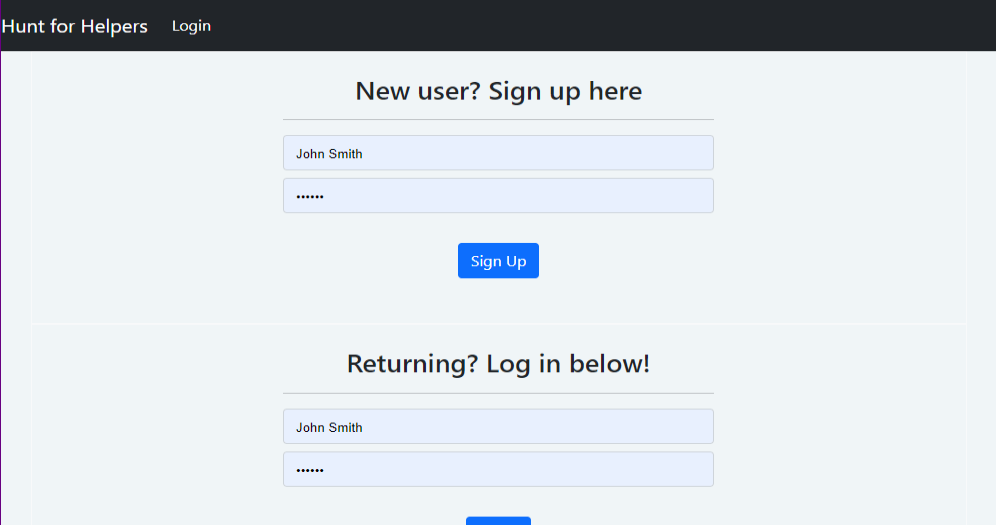 Hunt for Helpers Login
New user? Sign up here
John Smith
••••••
Sign Up
Returning? Log in below!
John Smith
••••••